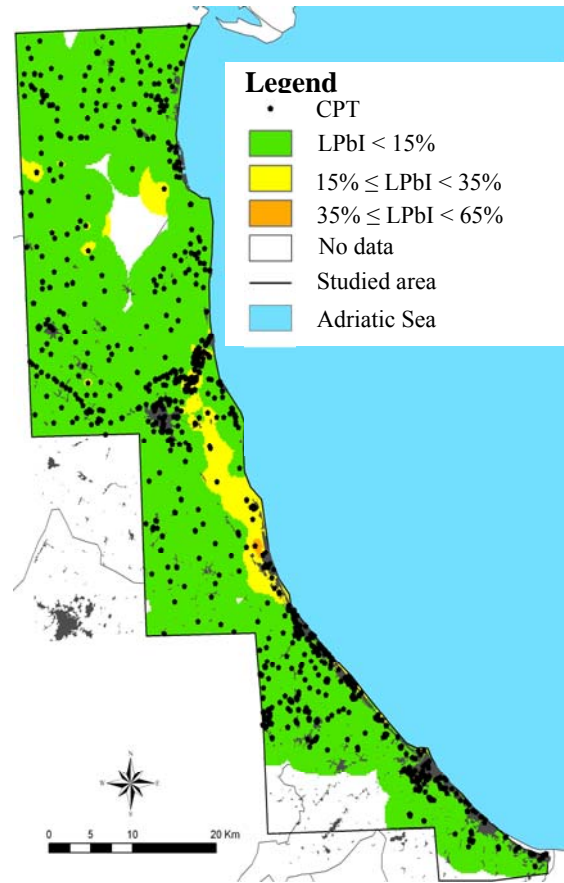 Legend
CPT
LPbI < 15%
15% ≤ LPbI < 35%
35% ≤ LPbI < 65%
No data
Studied area
Adriatic Sea
N
W E
S
0 5 10 20 Km